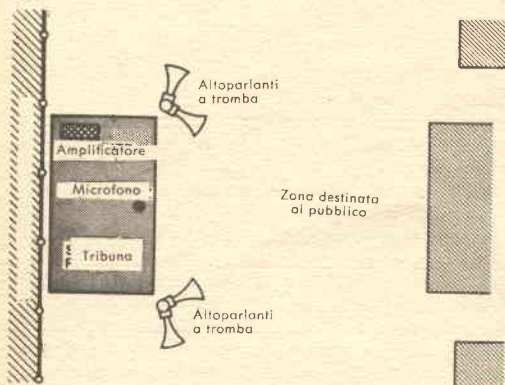 Altoparlanti
a tromba
Amplificatore
Microfono
Zona destinata
al pubblico
Tribuna
Altoparlanti
a tromba